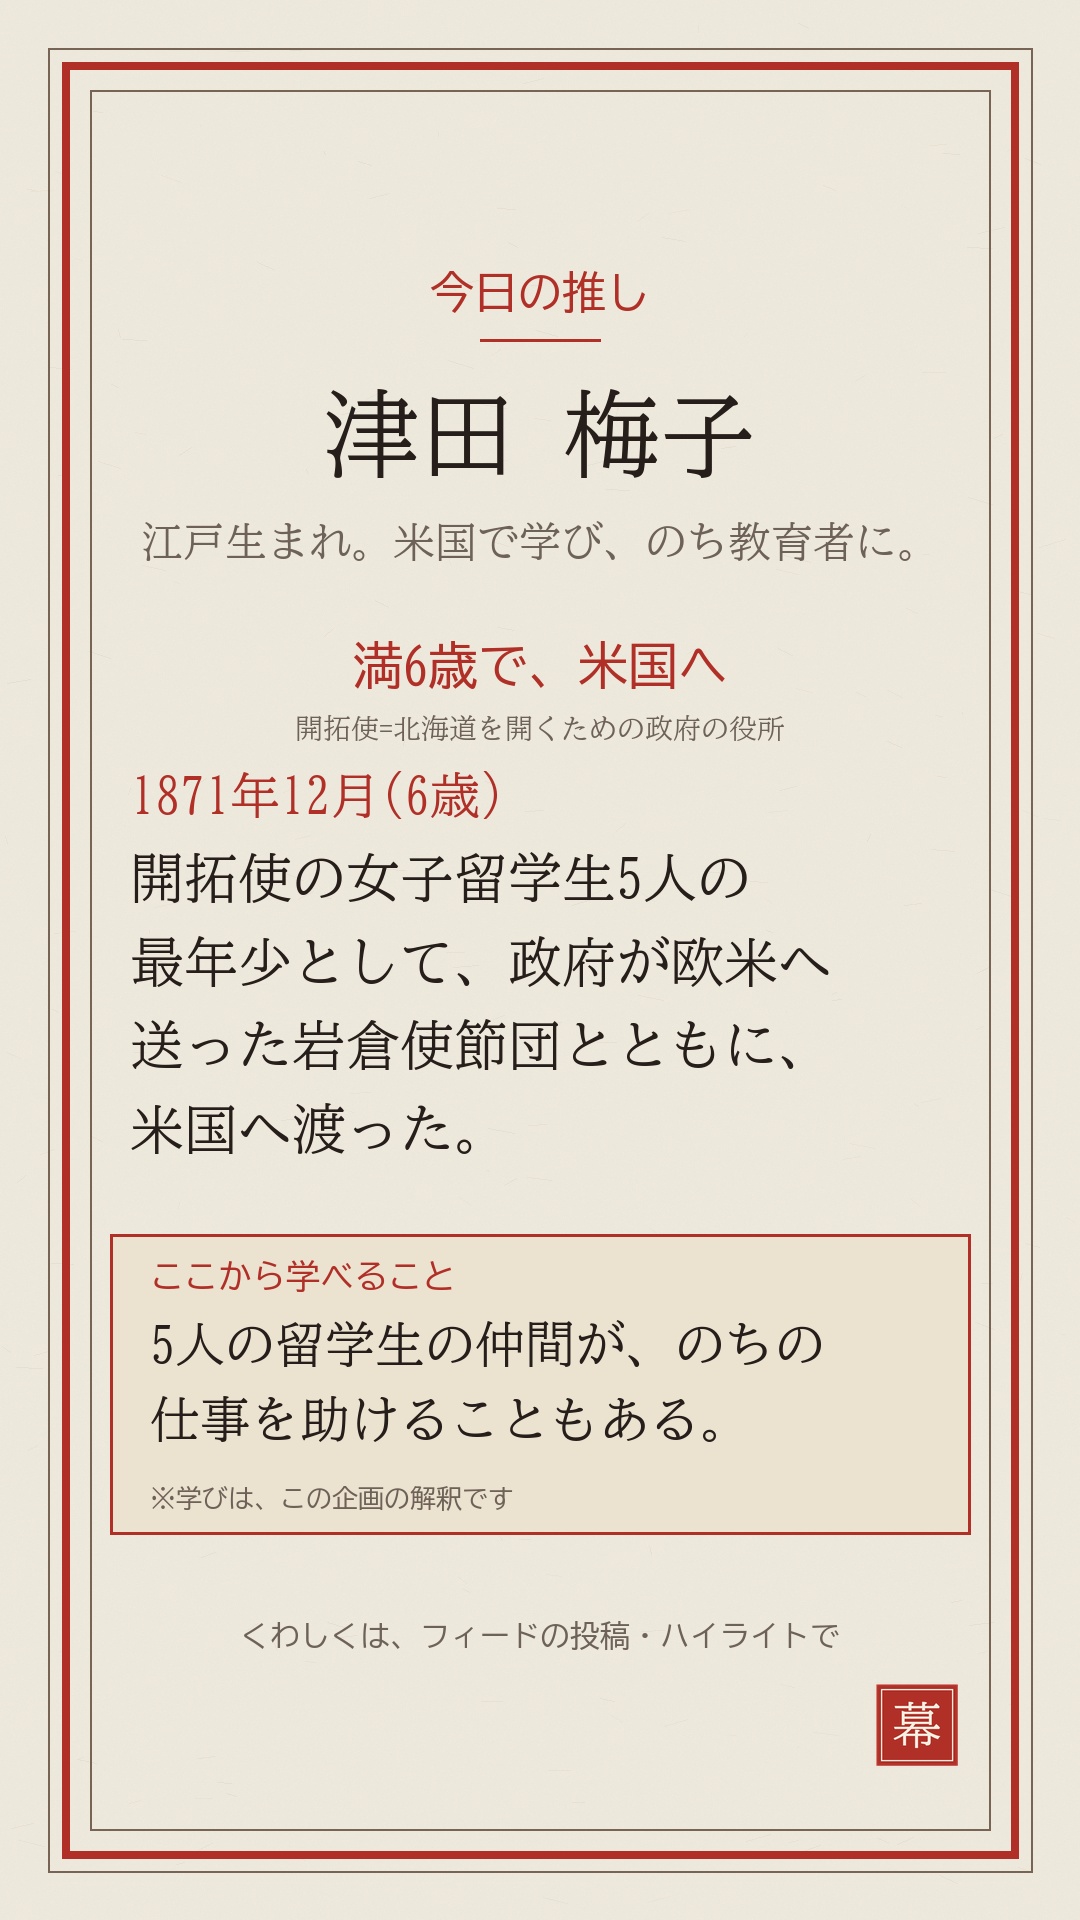 今日の推し
津田 梅子
江戸生まれ。米国で学び、のち教育者に。
満6歳で、米国へ
開拓使=北海道を開くための政府の役所
1871年12月(6歳)
開拓使の女子留学生5人の
最年少として、政府が欧米へ
送った岩倉使節団とともに、
米国へ渡った。
ここから学べること
5人の留学生の仲間が、のちの
仕事を助けることもある。
※学びは、この企画の解釈です
くわしくは、フィードの投稿・ハイライトで
幕